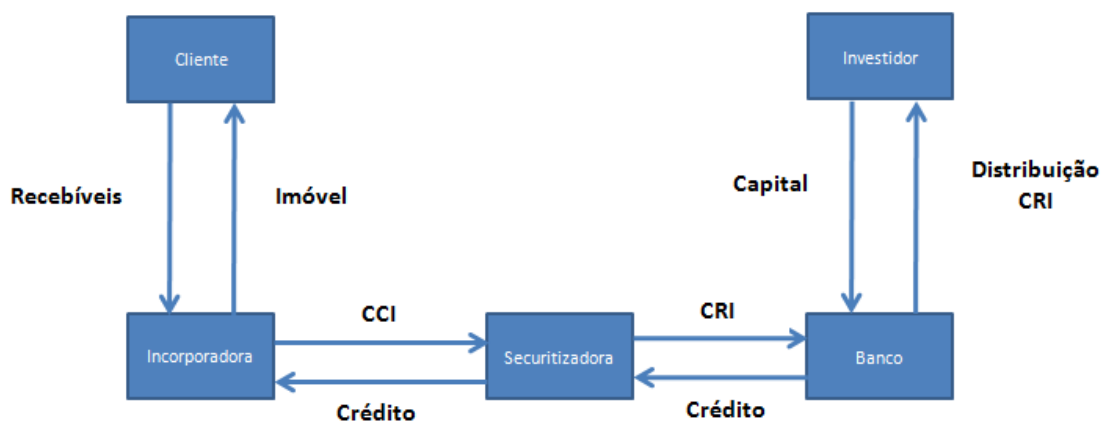 Cliente
Investidor
Recebíveis
Imóvel
Capital
Distribuição
CRI
CCI
CRI
Incorporadora
Securitizadora
Banco
Crédito
Crédito